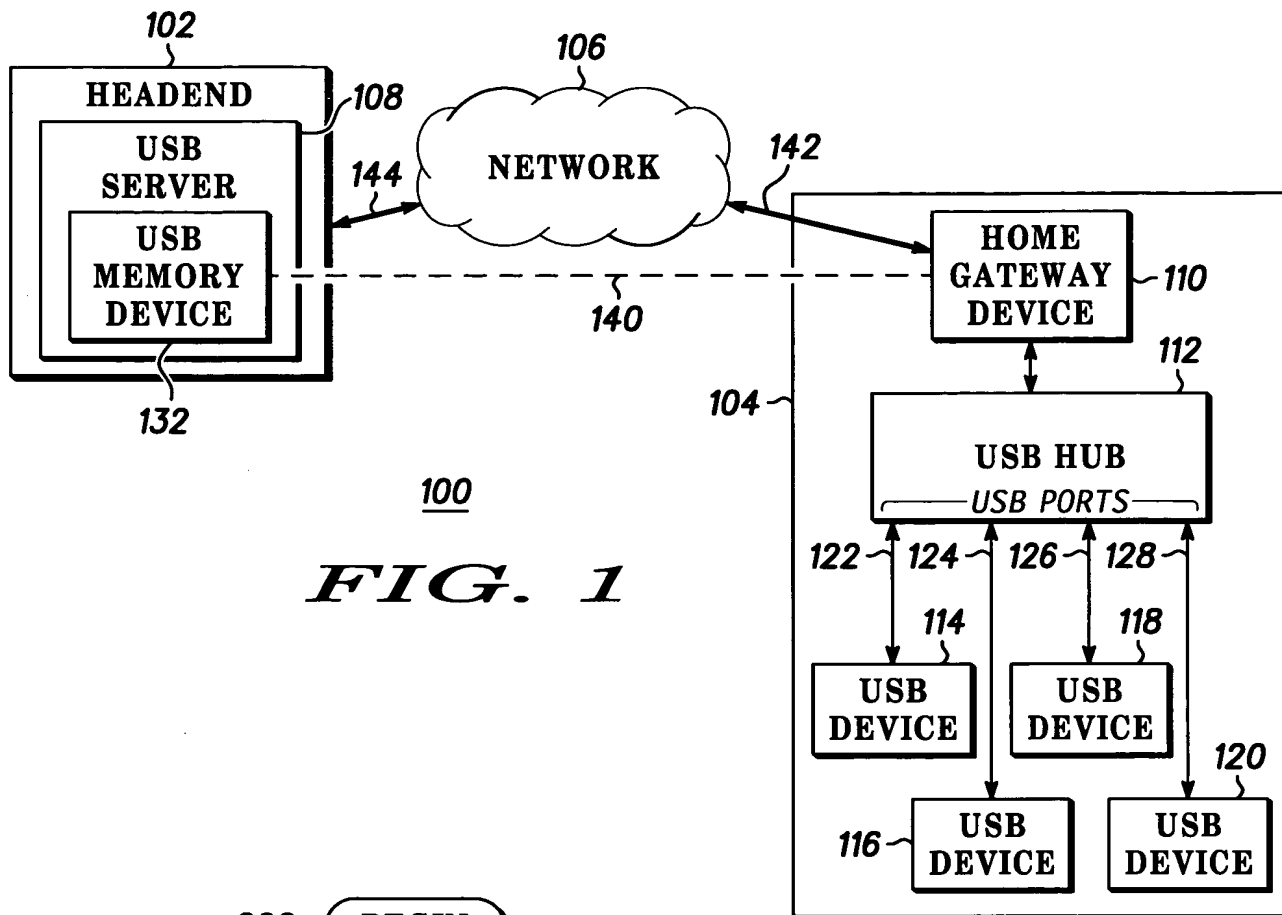 102
HEADEND
108
USB
SERVER
USB
MEMORY
DEVICE
132
144
106
NETWORK
142
140
104
HOME
GATEWAY
DEVICE
110
112
USB HUB
USB PORTS
122
124
126
128
114
USB
DEVICE
118
USB
DEVICE
116
USB
DEVICE
120
USB
DEVICE
100
FIG. 1